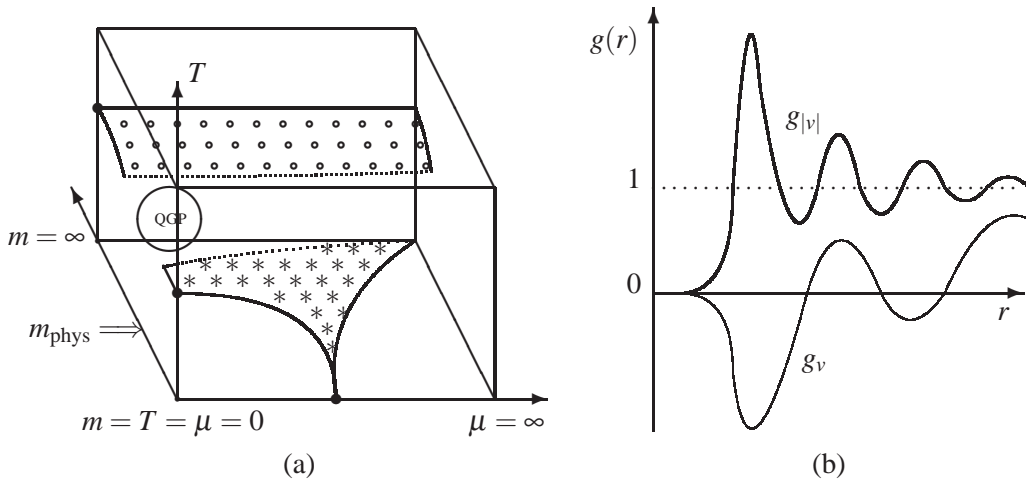 T
QGP
m = ∞
m_phys ⟹
m = T = μ = 0
μ = ∞
(a)
g(r)
g_|v|
1
0
r
g_v
(b)